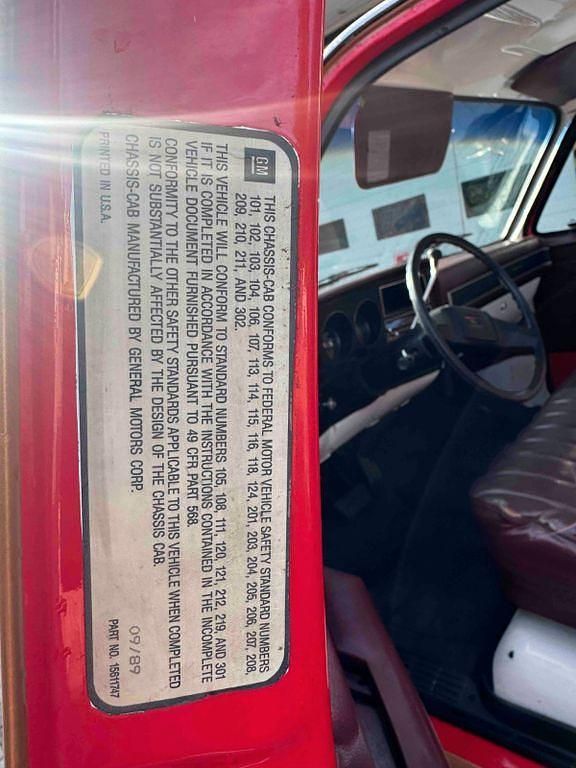 GM
THIS CHASSIS-CAB CONFORMS TO FEDERAL MOTOR VEHICLE SAFETY STANDARD NUMBERS
101, 102, 103, 104, 106, 107, 113, 114, 115, 116, 118, 124, 201, 203, 204, 205, 206, 207, 208,
209, 210, 211, AND 302.
THIS VEHICLE WILL CONFORM TO STANDARD NUMBERS 105, 108, 111, 120, 121, 212, 219, AND 301
IF IT IS COMPLETED IN ACCORDANCE WITH THE INSTRUCTIONS CONTAINED IN THE INCOMPLETE
VEHICLE DOCUMENT FURNISHED PURSUANT TO 49 CFR, PART 568.
CONFORMITY TO THE OTHER SAFETY STANDARDS APPLICABLE TO THIS VEHICLE WHEN COMPLETED
IS NOT SUBSTANTIALLY AFFECTED BY THE DESIGN OF THE CHASSIS CAB.
CHASSIS-CAB MANUFACTURED BY GENERAL MOTORS CORP.
09/89
PRINTED IN U.S.A.
PART NO. 15611747